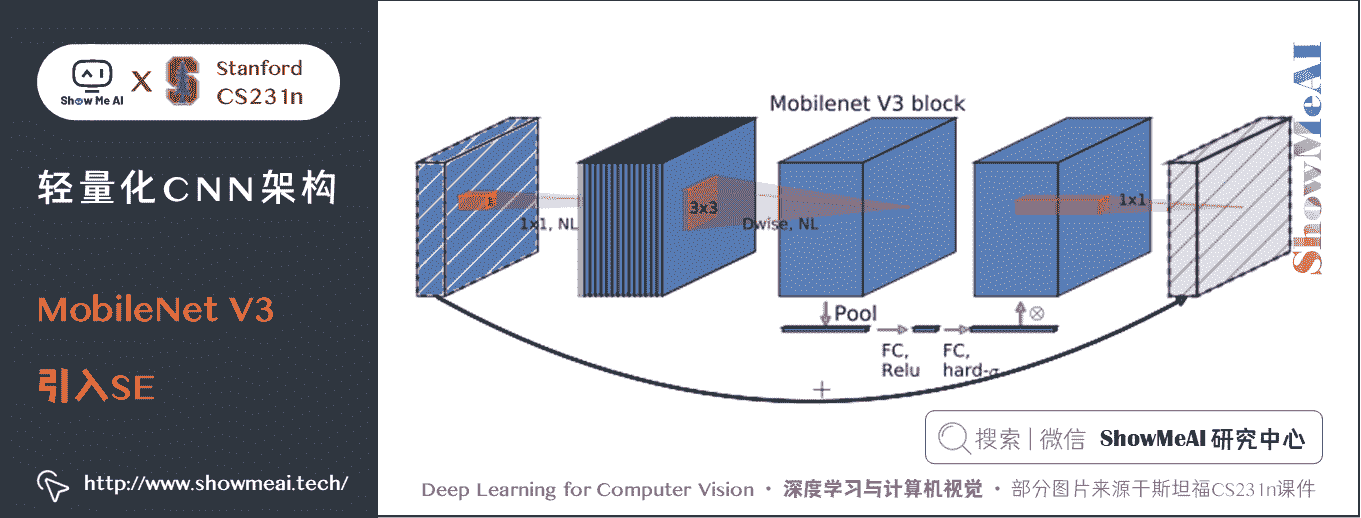 Show Me AI
X
Stanford
CS231n
轻量化CNN架构
MobileNet V3
引入SE
http://www.showmeai.tech/
Mobilenet V3 block
1
1x1, NL
3x3
Dwise, NL
1x1
Pool
FC,
Relu
FC,
hard-σ
ShowMeAI
搜索 | 微信 ShowMeAI 研究中心
Deep Learning for Computer Vision · 深度学习与计算机视觉 · 部分图片来源于斯坦福CS231n课件